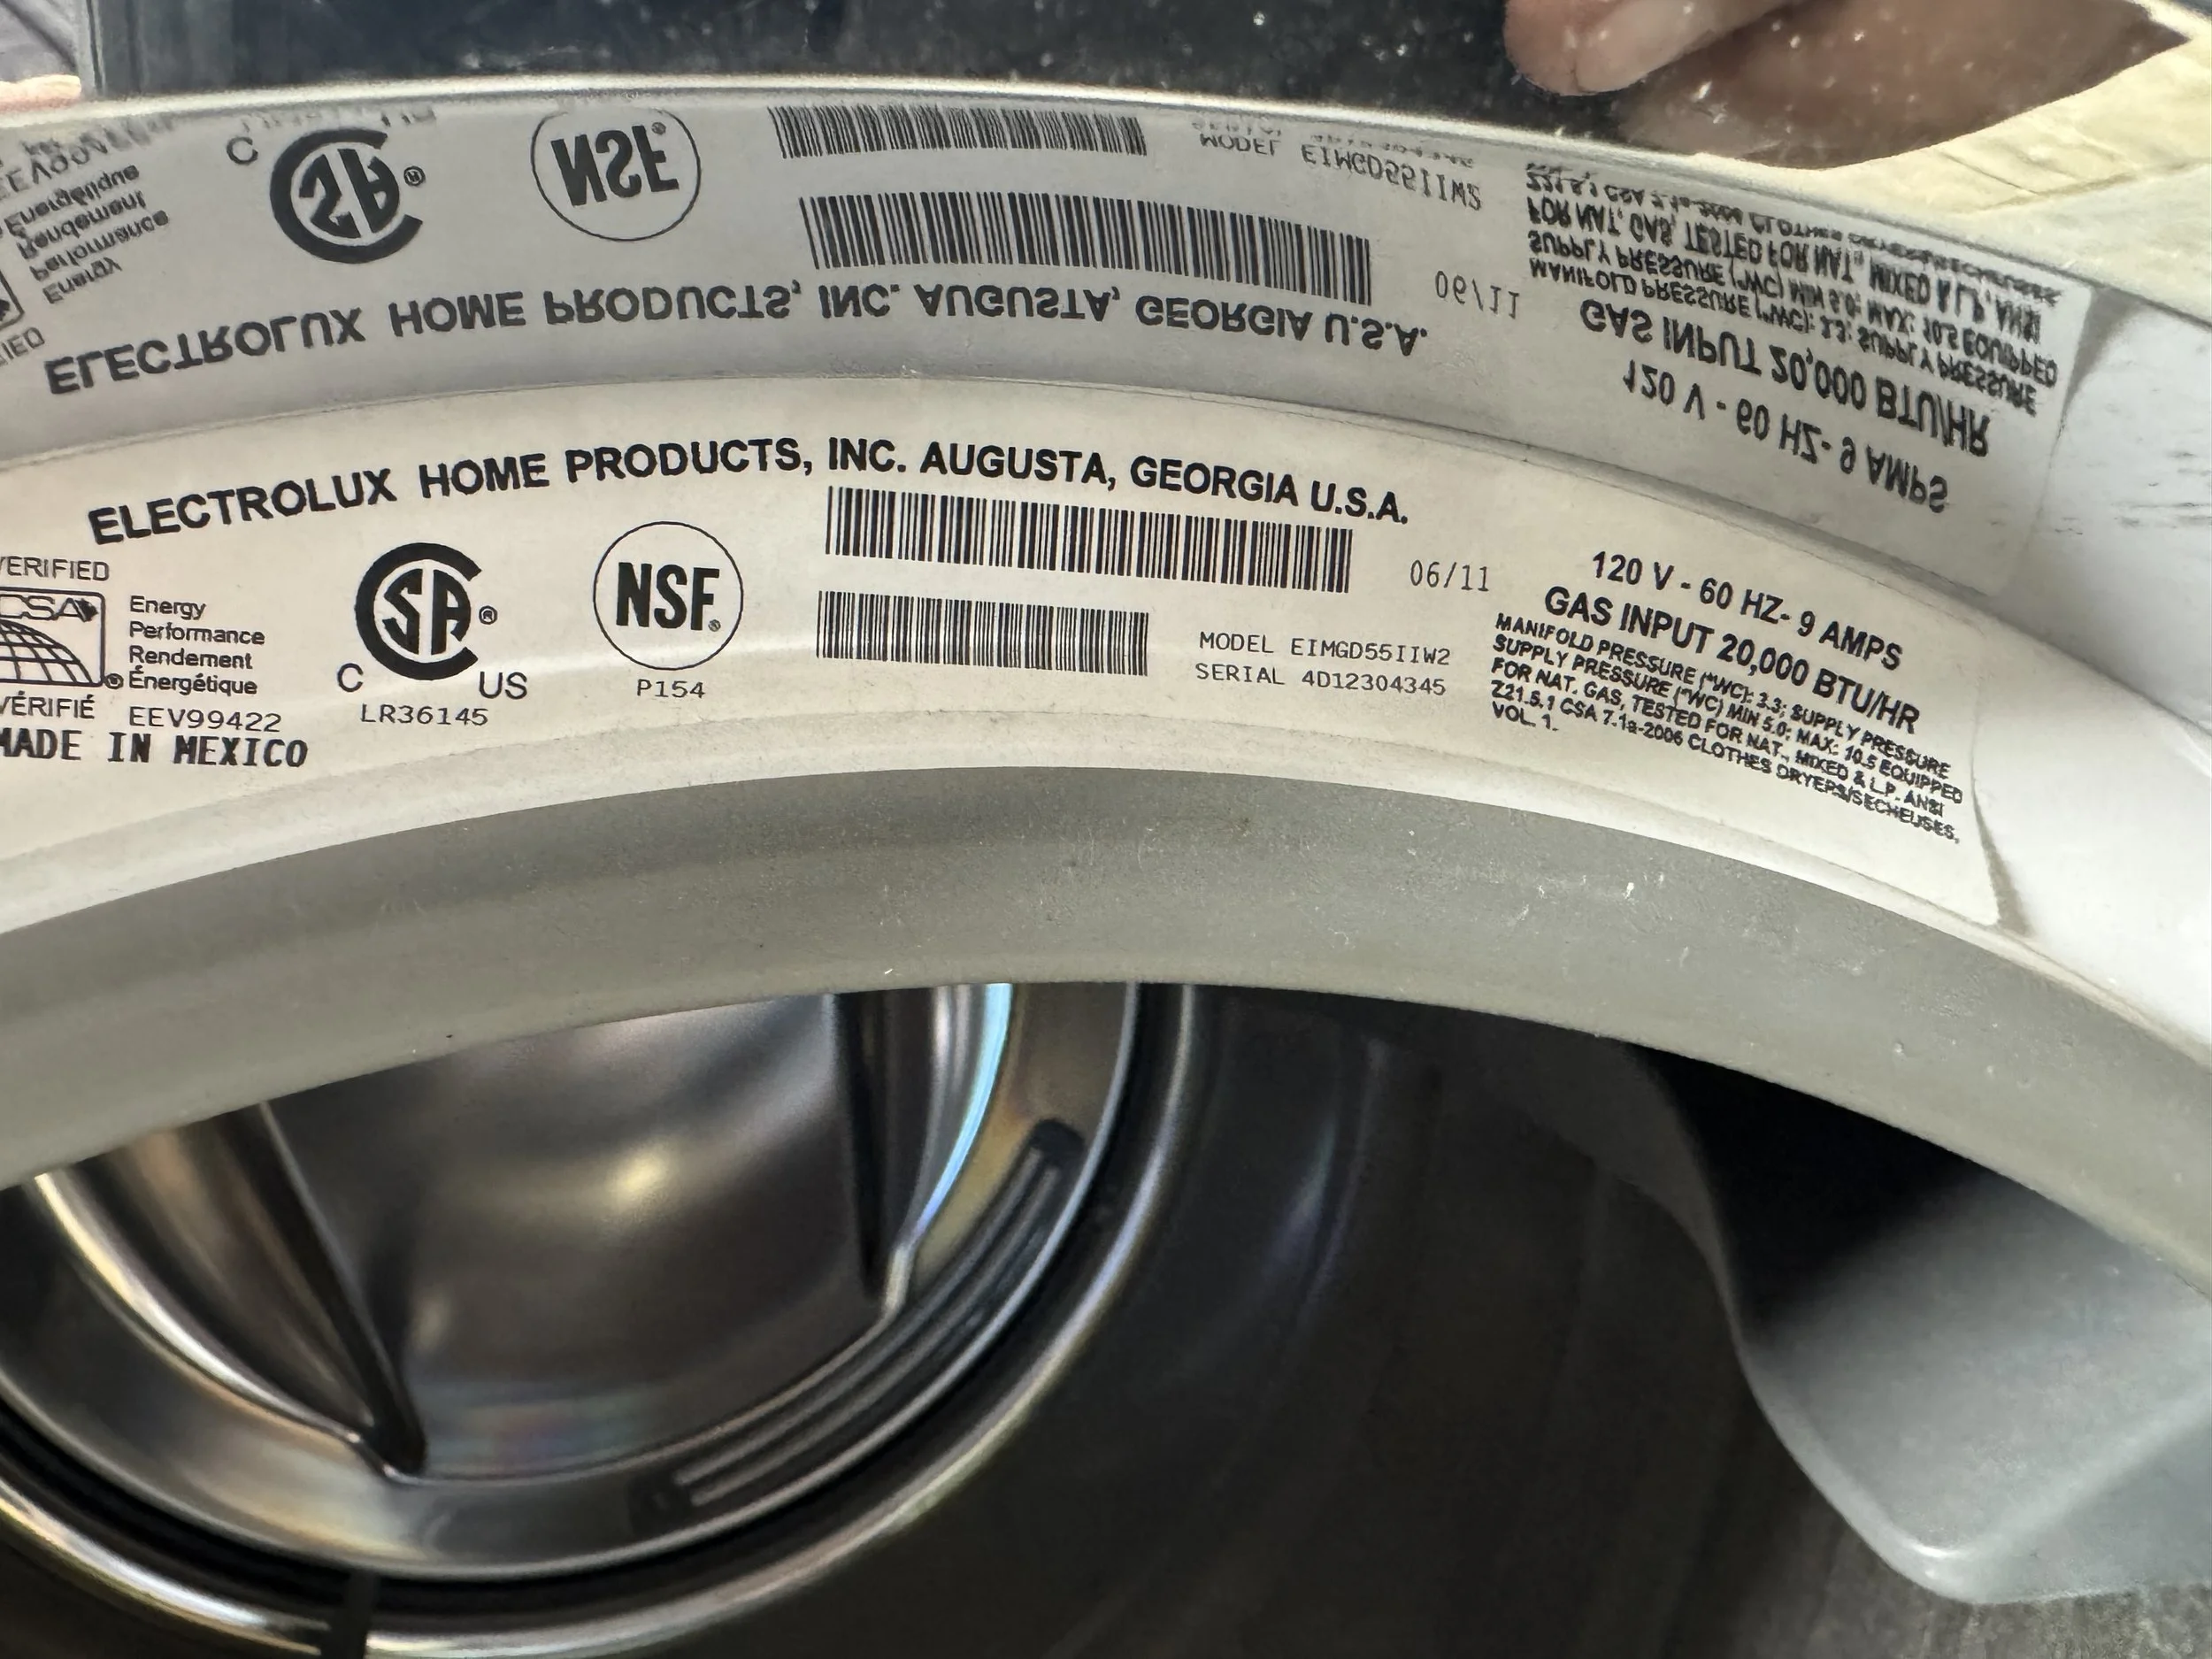 ELECTROLUX HOME PRODUCTS, INC. AUGUSTA, GEORGIA U.S.A.
VERIFIED
CSA
Energy
Performance
Rendement
® Énergétique
VÉRIFIÉ EEV99422
MADE IN MEXICO
SA®
C US
LR36145
NSF®
P154
06/11
MODEL EIMGD55IIW2
SERIAL 4D12304345
120 V - 60 HZ- 9 AMPS
GAS INPUT 20,000 BTU/HR
MANIFOLD PRESSURE ("WC): 3.3; SUPPLY PRESSURE
SUPPLY PRESSURE ("WC) MIN 5.0; MAX: 10.5 EQUIPPED
FOR NAT. GAS, TESTED FOR NAT., MIXED & L.P. ANSI
Z21.5.1 CSA 7.1a-2006 CLOTHES DRYERS/SECHEUSES,
VOL. 1.